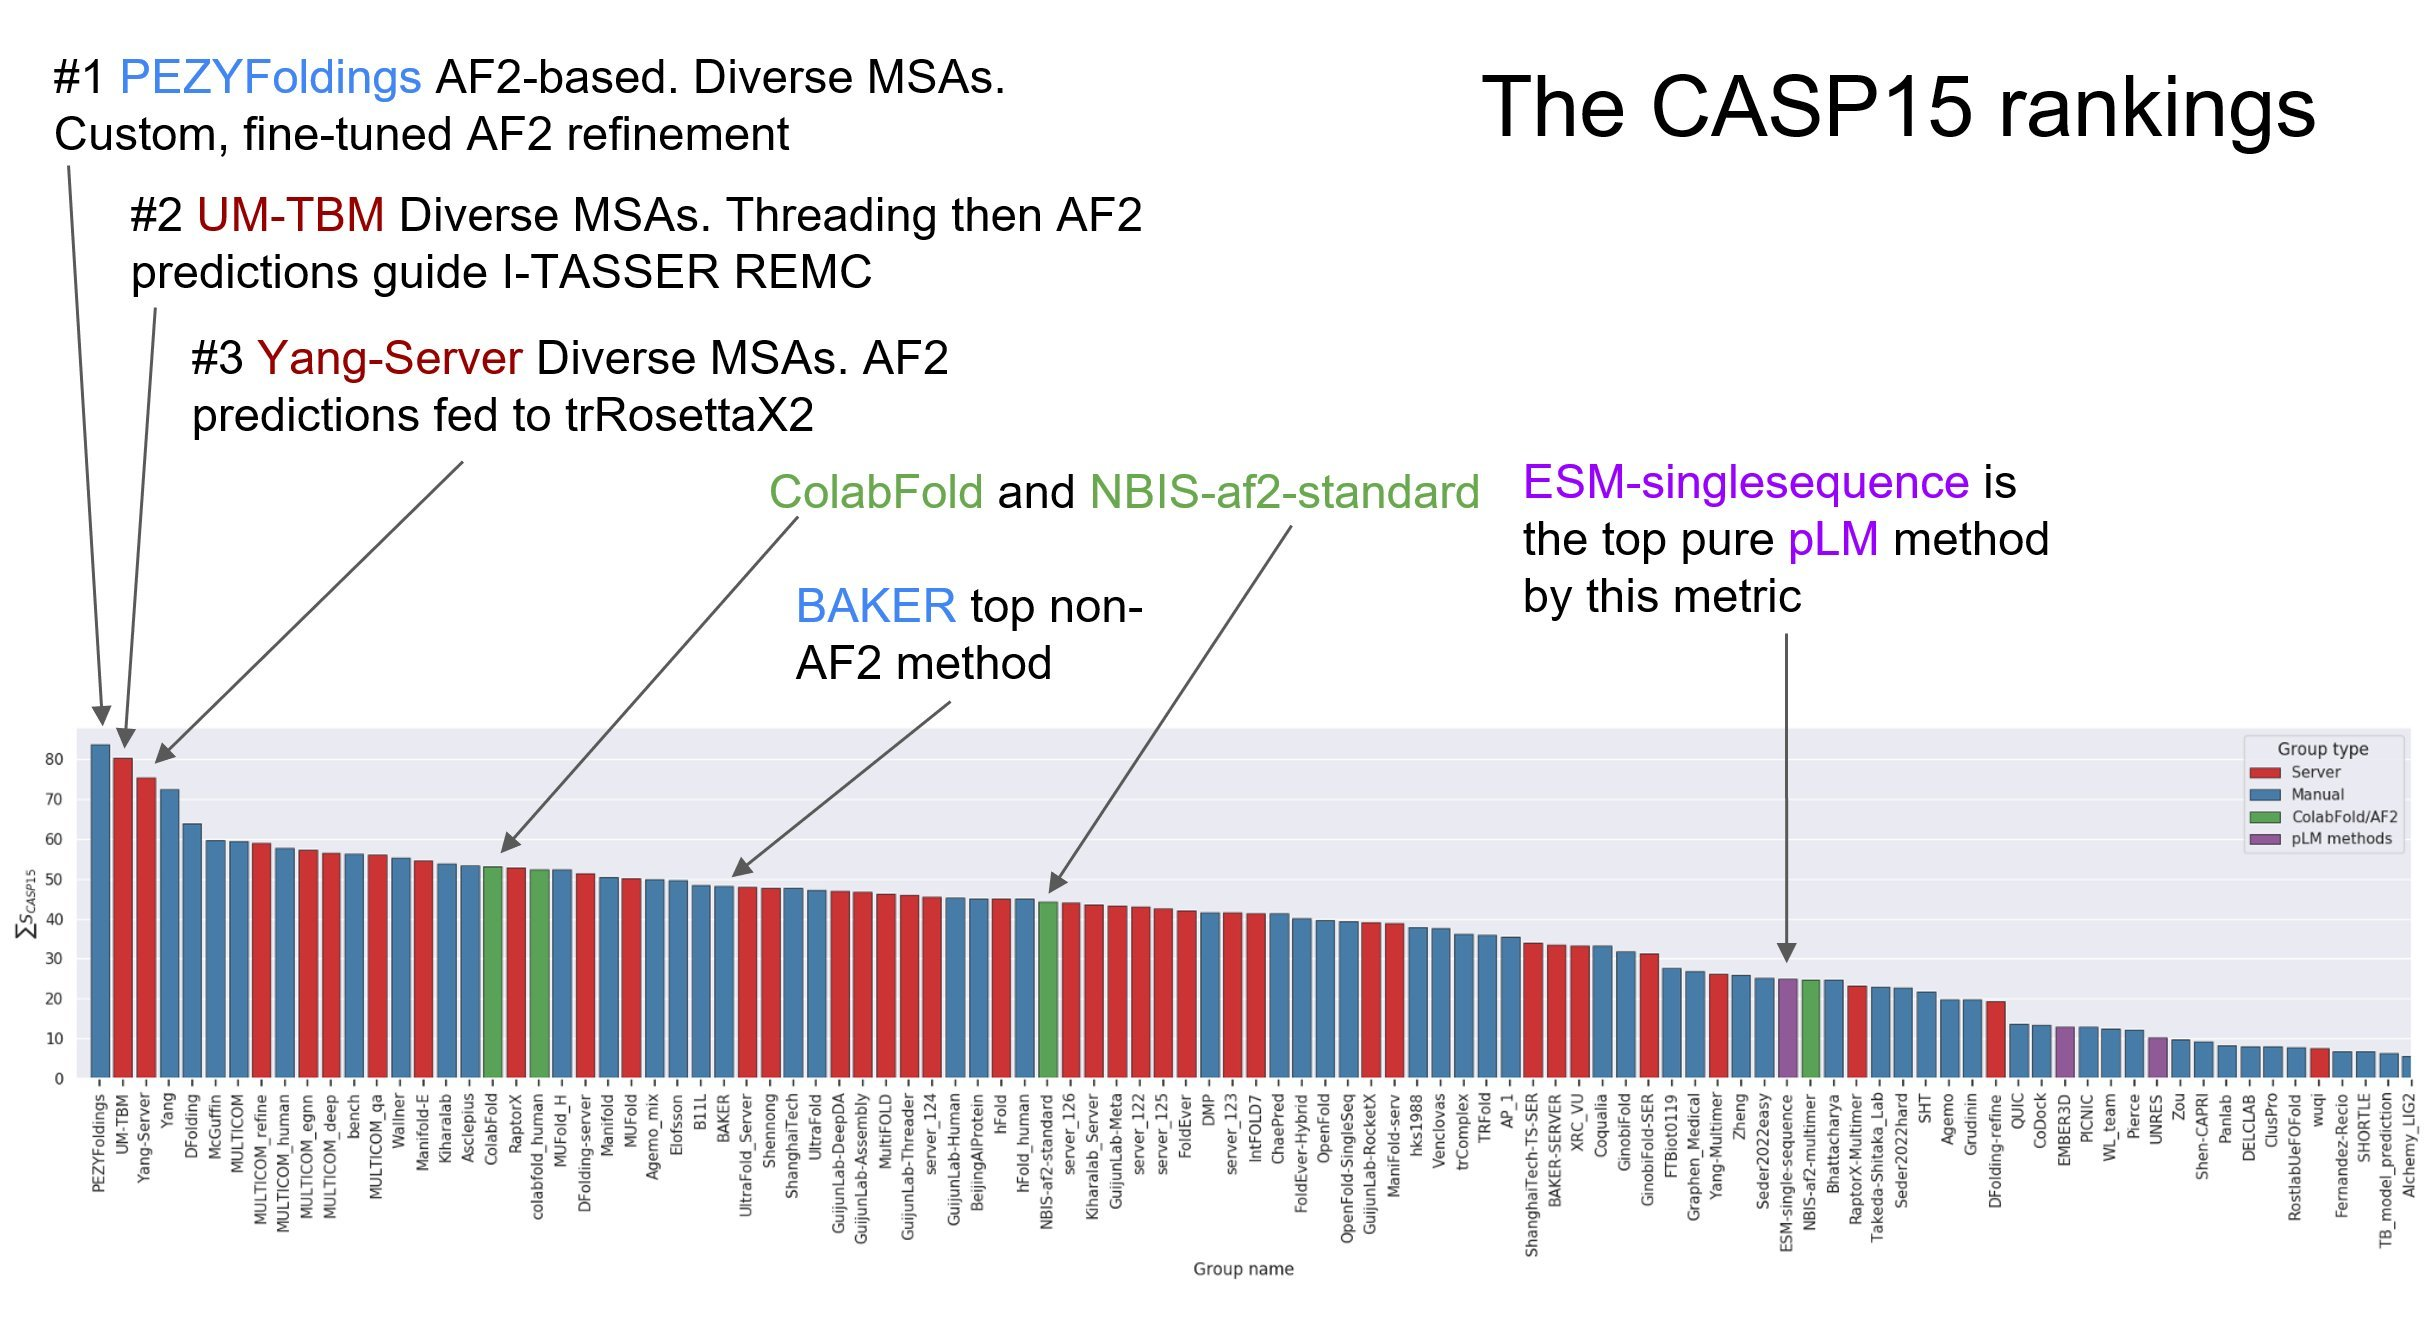 The CASP15 rankings
#1 PEZYFoldings AF2-based. Diverse MSAs.
Custom, fine-tuned AF2 refinement
#2 UM-TBM Diverse MSAs. Threading then AF2
predictions guide I-TASSER REMC
#3 Yang-Server Diverse MSAs. AF2
predictions fed to trRosettaX2
ColabFold and NBIS-af2-standard
BAKER top non-
AF2 method
ESM-singlesequence is
the top pure pLM method
by this metric
Group type
Server
Manual
ColabFold/AF2
pLM methods
∑S_CASP15
80
70
60
50
40
30
20
10
0
PEZYFoldings
UM-TBM
Yang-Server
Yang
DFolding
McGuffin
MULTICOM
MULTICOM_refine
MULTICOM_human
MULTICOM_egnn
MULTICOM_deep
bench
MULTICOM_qa
Wallner
Manifold-E
Kiharalab
Asclepius
ColabFold
RaptorX
colabfold_human
MUFold_H
DFolding-server
Manifold
MUFold
Agemo_mix
Elofsson
B11L
BAKER
UltraFold_Server
Shennong
ShanghaiTech
UltraFold
GuijunLab-DeepDA
GuijunLab-Assembly
MultiFOLD
GuijunLab-Threader
server_124
GuijunLab-Human
BeijingAIProtein
hFold
hFold_human
NBIS-af2-standard
server_126
Kiharalab_Server
GuijunLab-Meta
server_122
server_125
FoldEver
DMP
server_123
IntFOLD7
ChaePred
FoldEver-Hybrid
OpenFold
OpenFold-SingleSeq
GuijunLab-RocketX
ManiFold-serv
hks1988
Venclovas
trComplex
TRFold
AP_1
ShanghaiTech-TS-SER
BAKER-SERVER
XRC_VU
Coqualia
GinobiFold
GinobiFold-SER
FTBiot0119
Graphen_Medical
Yang-Multimer
Zheng
Seder2022easy
ESM-single-sequence
NBIS-af2-multimer
Bhattacharya
RaptorX-Multimer
Takeda-Shitaka_Lab
Seder2022hard
SHT
Agemo
Grudinin
DFolding-refine
QUIC
CoDock
EMBER3D
PICNIC
WL_team
Pierce
UNRES
Zou
Shen-CAPRI
Panlab
DELCLAB
ClusPro
RostlabUeFOFold
wuqi
Fernandez-Recio
SHORTLE
TB_model_prediction
Alchemy_LIG2
Group name